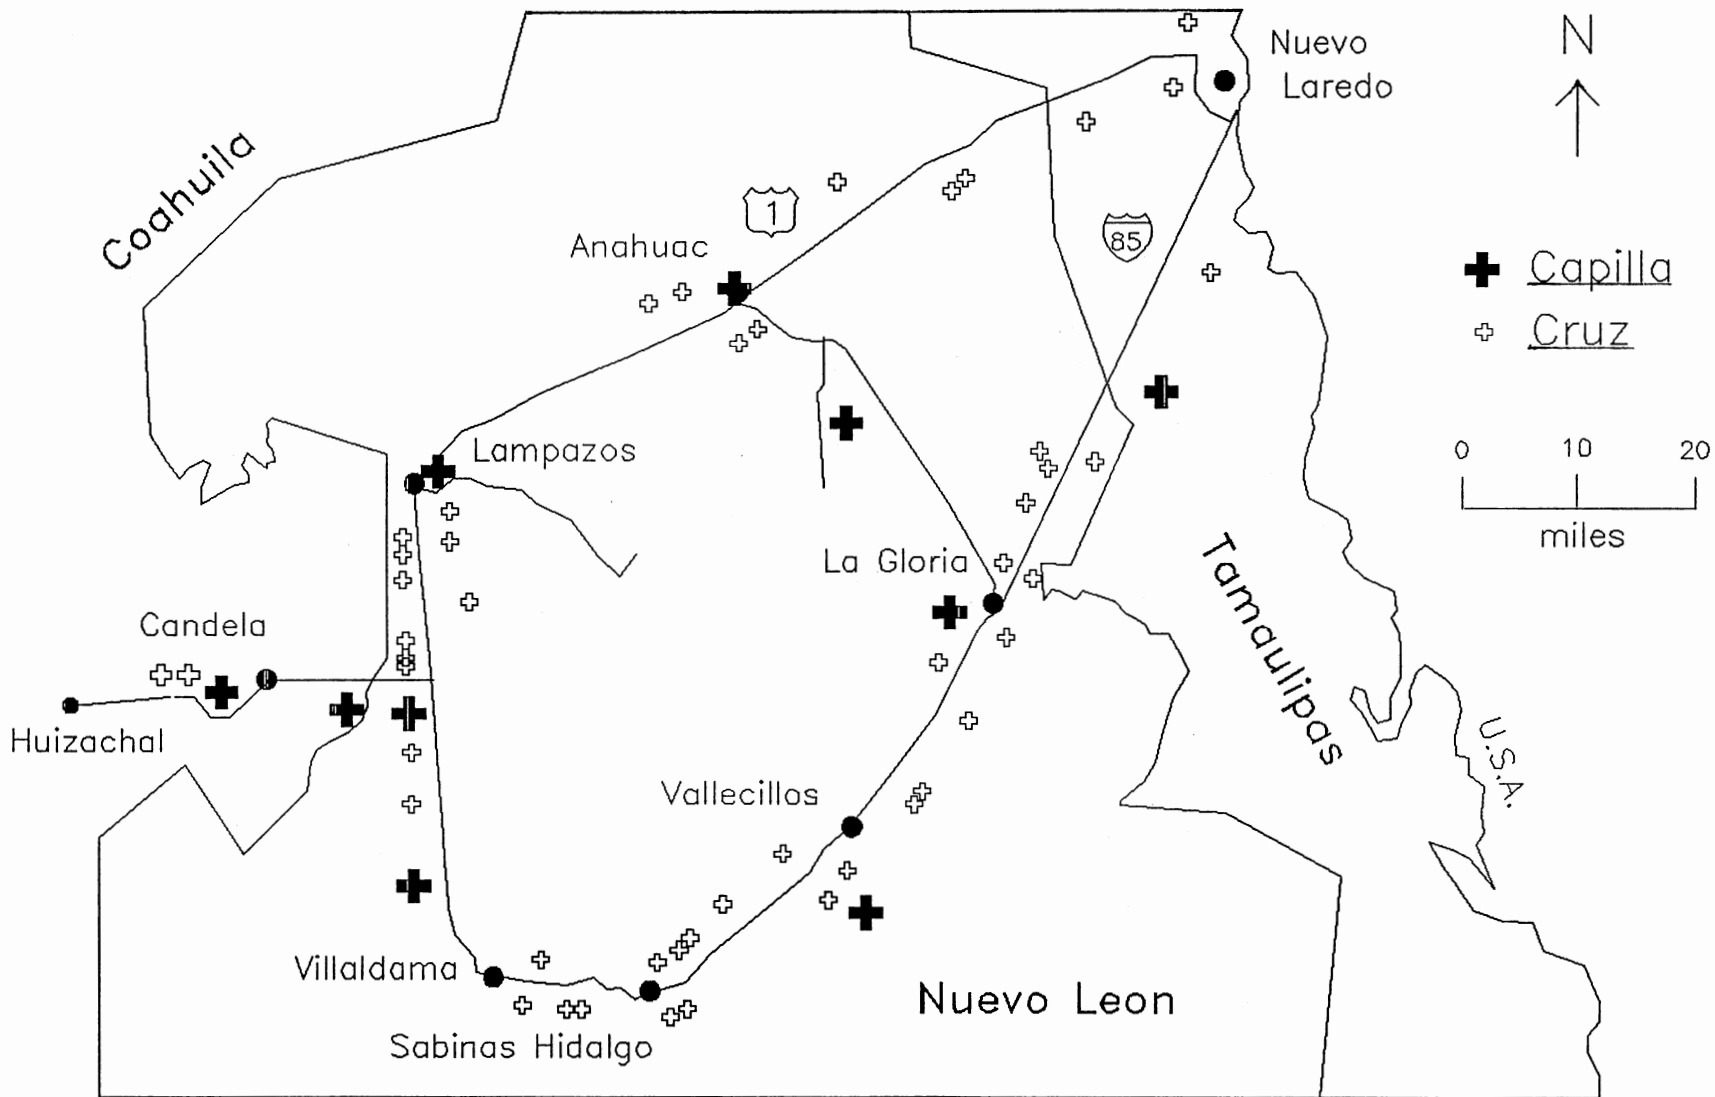 Nuevo
Laredo
N
Coahuila
1
85
Anahuac
Capilla
Cruz
Lampazos
0 10 20
miles
La Gloria
Tamaulipas
Candela
Huizachal
U.S.A.
Vallecillos
Villaldama
Nuevo Leon
Sabinas Hidalgo